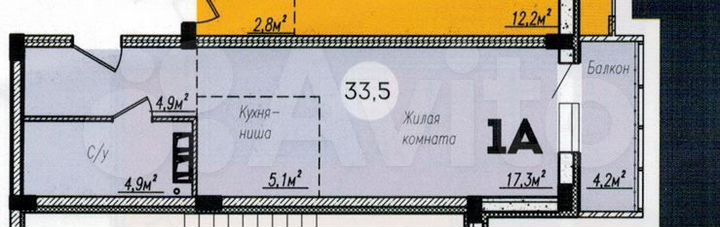 2.8м²
12.2м²
Балкон
4.9м²
33,5
Кухня-
ниша
Жилая
комната
1А
С/у
4.9м²
5.1м²
17.3м²
4.2м²
Avito